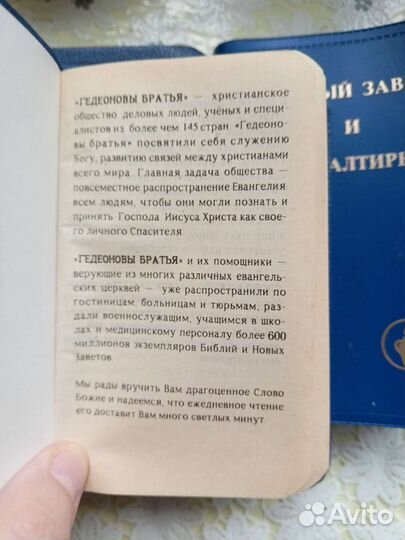 «ГЕДЕОНОВЫ БРАТЬЯ» — христианское
общество деловых людей, учёных и специ-
алистов из более чем 145 стран. «Гедеоно-
вы братья» посвятили себя служению
Богу, развитию связей между христианами
всего мира. Главная задача общества —
повсеместное распространение Евангелия
всем людям, чтобы они могли познать и
принять Господа Иисуса Христа как свое-
го личного Спасителя.
«ГЕДЕОНОВЫ БРАТЬЯ» и их помощники —
верующие из многих различных евангель-
ских церквей — уже распространили по
гостиницам, больницам и тюрьмам, раз-
дали военнослужащим, учащимся в шко-
лах и медицинскому персоналу более 600
миллионов экземпляров Библий и Новых
Заветов.
Мы рады вручить Вам драгоценное Слово
Божие и надеемся, что ежедневное чтение
его доставит Вам много светлых минут.
ЫЙ ЗАВЕ
И
АЛТИРЬ
Avito